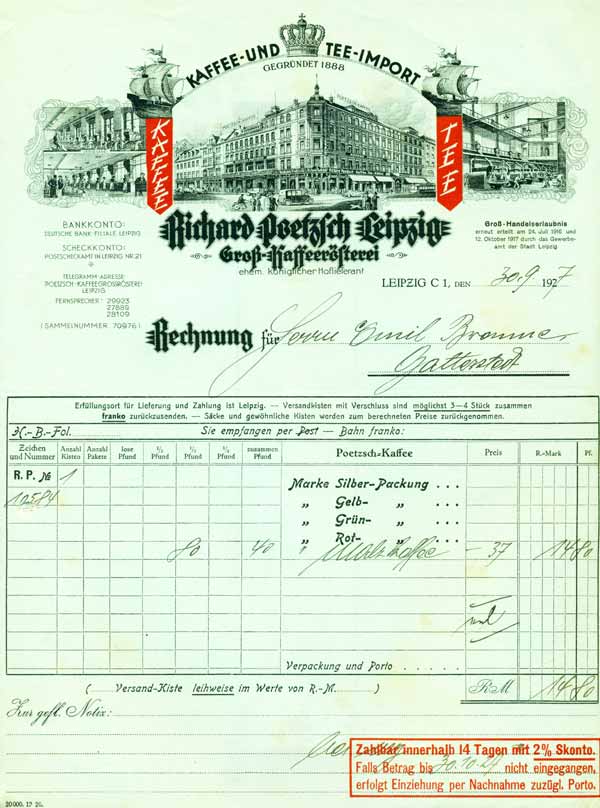 KAFFEE-UND TEE-IMPORT
GEGRÜNDET 1888
KAFFEE
TEE
Richard Poetzsch Leipzig
Groß-Kaffeerösterei
ehem. Königlicher Hoflieferant
BANKKONTO:
DEUTSCHE BANK FILIALE LEIPZIG
SCHECKKONTO:
POSTSCHECKAMT IN LEIPZIG NR. 21
TELEGRAMM-ADRESSE:
POETZSCH-KAFFEEGROSSRÖSTEREI
LEIPZIG
FERNSPRECHER: 29923
27889
28109
(SAMMELNUMMER 70976)
Groß-Handelserlaubnis
erneut erteilt am 24. Juli 1916 und
12. Oktober 1917 durch das Gewerbe-
amt der Stadt Leipzig
LEIPZIG C 1, den 30.9. 1927
Rechnung für Herrn Emil
Gatterstedt
Erfüllungsort für Lieferung und Zahlung ist Leipzig. — Versandkisten mit Verschluss sind möglichst 3—4 Stück zusammen
franko zurückzusenden. — Säcke und gewöhnliche Kisten werden zum berechneten Preise zurückgenommen.
K.-B.-Fol. Sie empfangen per Post — Bahn franko:
Zeichen und Nummer Anzahl Kisten Anzahl Pakete lose Pfund 1/2 Pfund 1/4 Pfund 1/8 Pfund zusammen Pfund Poetzsch-Kaffee Preis R.-Mark Pf.
R. P. № 1 Marke Silber-Packung . . .
12584 „ Gelb- „ . . .
„ Grün- „ . . .
„ Rot- „ . . .
80 40 „ Malzkaffee – 37 14 80
Verpackung und Porto . . . . . .
( Versand-Kiste leihweise im Werte von R.-M. ) RM 14 80
Zur gefl. Notiz:
Zahlbar innerhalb 14 Tagen mit 2% Skonto.
Falls Betrag bis 30.10.27 nicht eingegangen,
erfolgt Einziehung per Nachnahme zuzügl. Porto.